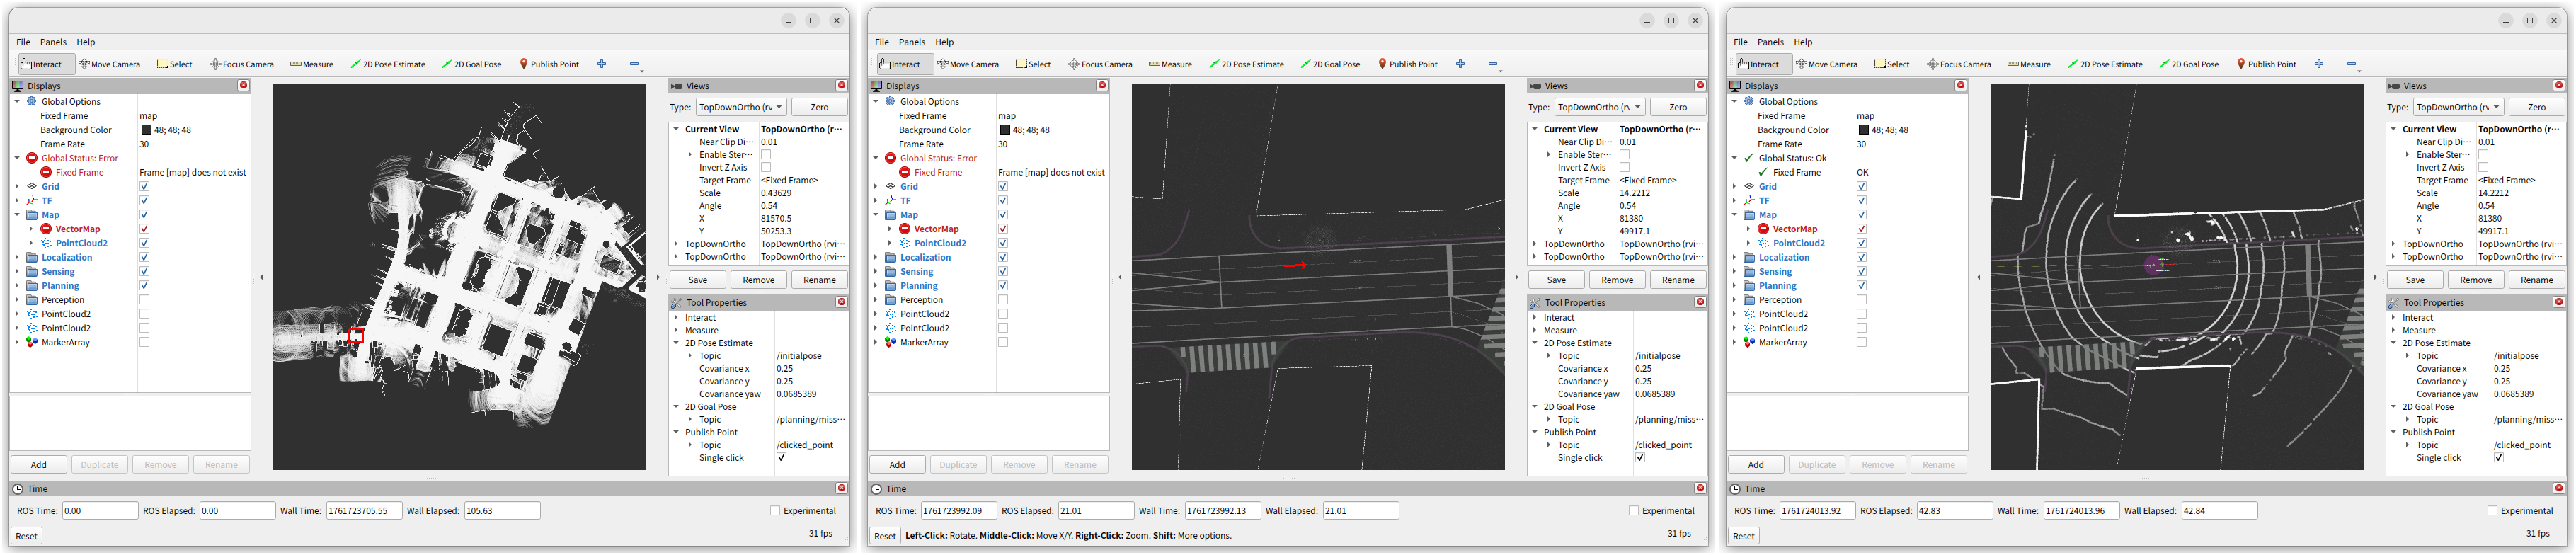 File Panels Help
Interact Move Camera Select Focus Camera Measure 2D Pose Estimate 2D Goal Pose Publish Point
Displays
Global Options
Fixed Frame map
Background Color 48; 48; 48
Frame Rate 30
Global Status: Error
Fixed Frame Frame [map] does not exist
Grid
TF
Map
VectorMap
PointCloud2
Localization
Sensing
Planning
Perception
PointCloud2
PointCloud2
MarkerArray
Add Duplicate Remove Rename
Views
Type: TopDownOrtho (rv Zero
Current View TopDownOrtho (r···
Near Clip Di··· 0.01
Enable Ster···
Invert Z Axis
Target Frame <Fixed Frame>
Scale 0.43629
Angle 0.54
X 81570.5
Y 50253.3
TopDownOrtho TopDownOrtho (rvi···
TopDownOrtho TopDownOrtho (rvi···
Save Remove Rename
Tool Properties
Interact
Measure
2D Pose Estimate
Topic /initialpose
Covariance x 0.25
Covariance y 0.25
Covariance yaw 0.0685389
2D Goal Pose
Topic /planning/miss···
Publish Point
Topic /clicked_point
Single click
Time
ROS Time: 0.00 ROS Elapsed: 0.00 Wall Time: 1761723705.55 Wall Elapsed: 105.63 Experimental
Reset 31 fps
File Panels Help
Interact Move Camera Select Focus Camera Measure 2D Pose Estimate 2D Goal Pose Publish Point
Displays
Global Options
Fixed Frame map
Background Color 48; 48; 48
Frame Rate 30
Global Status: Error
Fixed Frame Frame [map] does not exist
Grid
TF
Map
VectorMap
PointCloud2
Localization
Sensing
Planning
Perception
PointCloud2
PointCloud2
MarkerArray
Add Duplicate Remove Rename
Views
Type: TopDownOrtho (rv Zero
Current View TopDownOrtho (r···
Near Clip Di··· 0.01
Enable Ster···
Invert Z Axis
Target Frame <Fixed Frame>
Scale 14.2212
Angle 0.54
X 81380
Y 49917.1
TopDownOrtho TopDownOrtho (rvi···
TopDownOrtho TopDownOrtho (rvi···
Save Remove Rename
Tool Properties
Interact
Measure
2D Pose Estimate
Topic /initialpose
Covariance x 0.25
Covariance y 0.25
Covariance yaw 0.0685389
2D Goal Pose
Topic /planning/miss···
Publish Point
Topic /clicked_point
Single click
Time
ROS Time: 1761723992.09 ROS Elapsed: 21.01 Wall Time: 1761723992.13 Wall Elapsed: 21.01 Experimental
Reset Left-Click: Rotate. Middle-Click: Move X/Y. Right-Click: Zoom. Shift: More options. 31 fps
File Panels Help
Interact Move Camera Select Focus Camera Measure 2D Pose Estimate 2D Goal Pose Publish Point
Displays
Global Options
Fixed Frame map
Background Color 48; 48; 48
Frame Rate 30
Global Status: Ok
Fixed Frame OK
Grid
TF
Map
VectorMap
PointCloud2
Localization
Sensing
Planning
Perception
PointCloud2
PointCloud2
MarkerArray
Add Duplicate Remove Rename
Views
Type: TopDownOrtho (rv Zero
Current View TopDownOrtho (r···
Near Clip Di··· 0.01
Enable Ster···
Invert Z Axis
Target Frame <Fixed Frame>
Scale 14.2212
Angle 0.54
X 81380
Y 49917.1
TopDownOrtho TopDownOrtho (rvi···
TopDownOrtho TopDownOrtho (rvi···
Save Remove Rename
Tool Properties
Interact
Measure
2D Pose Estimate
Topic /initialpose
Covariance x 0.25
Covariance y 0.25
Covariance yaw 0.0685389
2D Goal Pose
Topic /planning/miss···
Publish Point
Topic /clicked_point
Single click
Time
ROS Time: 1761724013.92 ROS Elapsed: 42.83 Wall Time: 1761724013.96 Wall Elapsed: 42.84 Experimental
Reset 31 fps